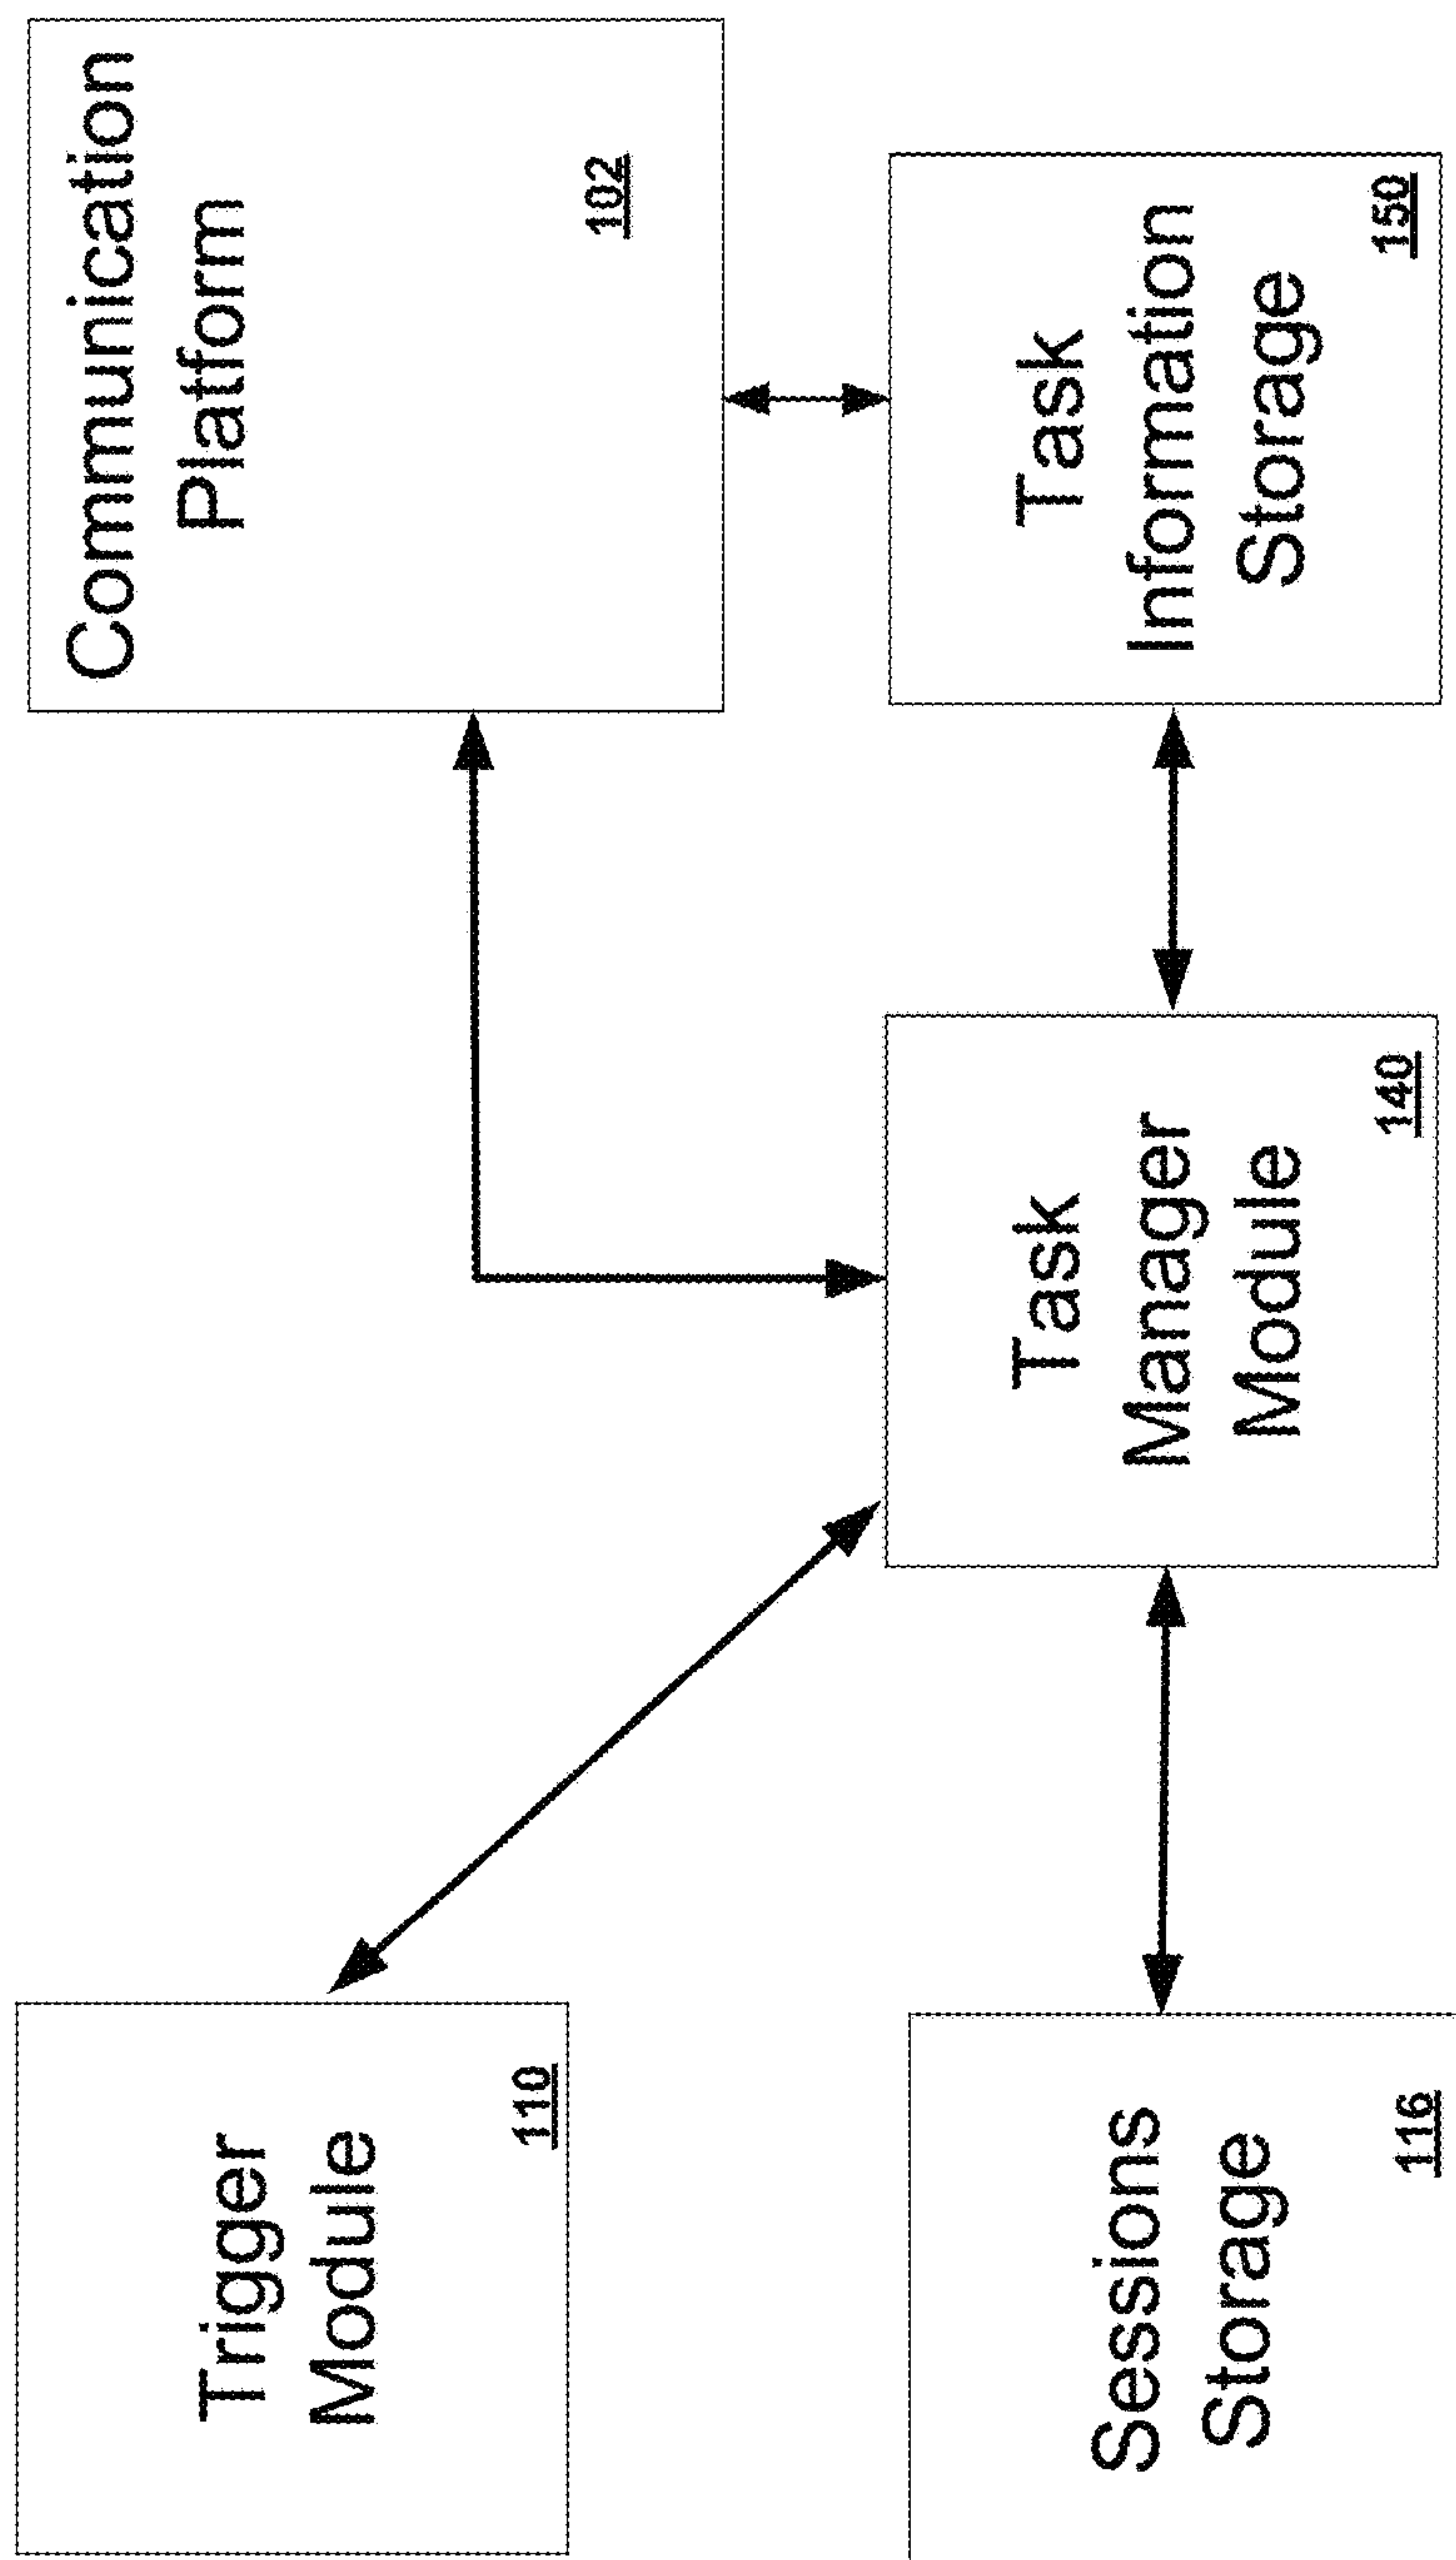 Trigger
Module
110
Communication
Platform
102
Sessions
Storage
116
Task
Manager
Module
140
Task
Information
Storage
150